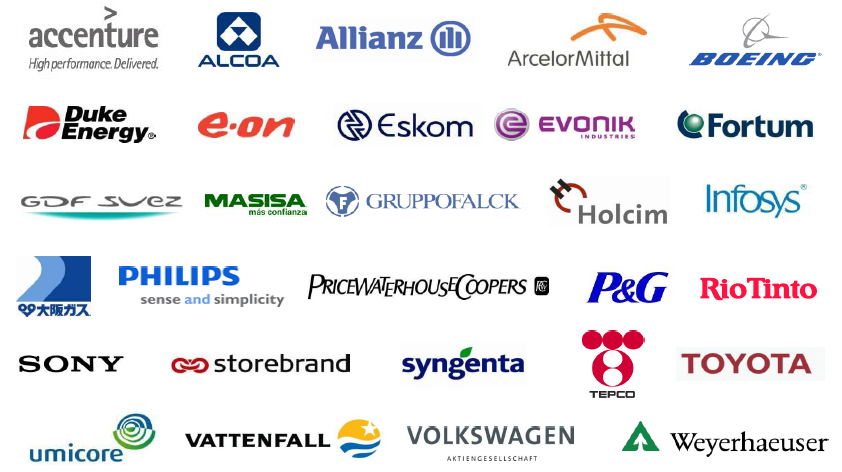 accenture
High performance. Delivered.
ALCOA
Allianz
ArcelorMittal
BOEING®
Duke
Energy®
e·on
Eskom
EVONIK
INDUSTRIES
Fortum
GDF SUEZ
MASISA
más confianza
F GRUPPOFALCK
Holcim
Infosys®
大阪ガス
PHILIPS
sense and simplicity
PRICEWATERHOUSECOOPERS
P&G
RioTinto
SONY
storebrand
syngenta
TEPCO
TOYOTA
umicore
VATTENFALL
VOLKSWAGEN
AKTIENGESELLSCHAFT
Weyerhaeuser